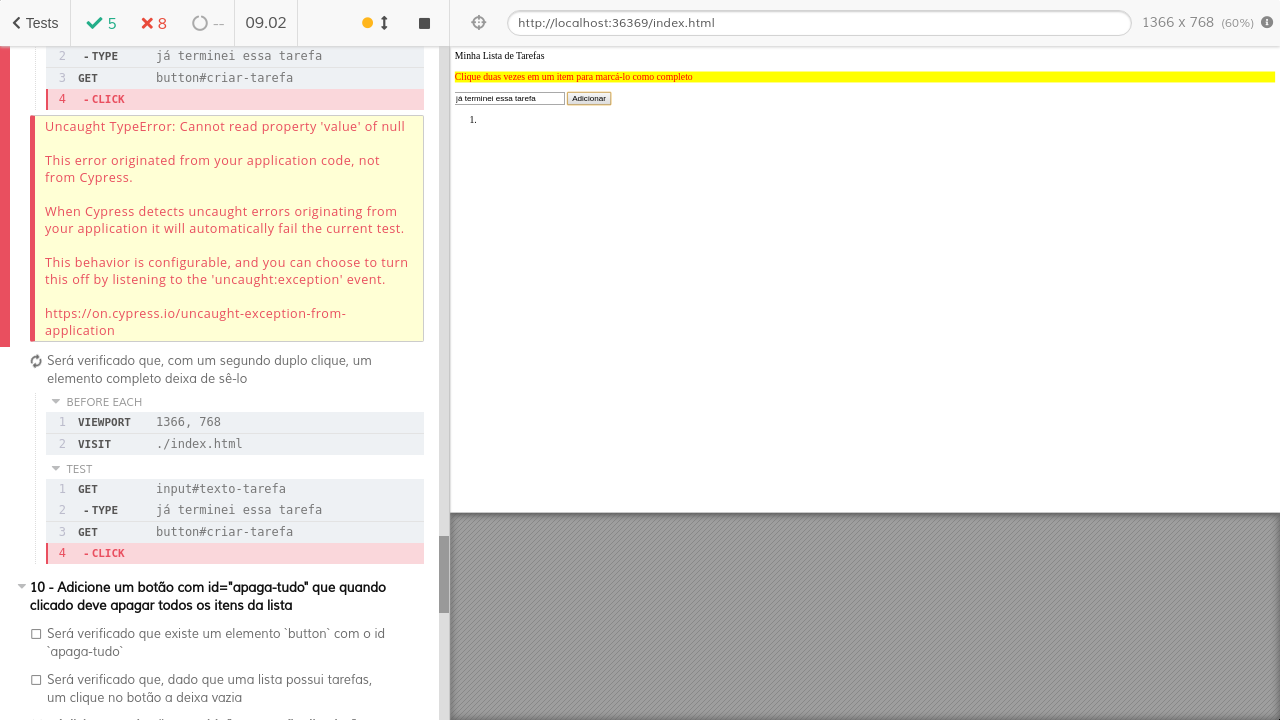 Tests
5
8
--
09.02
http://localhost:36369/index.html
1366 x 768 (60%)
2 - TYPE já terminei essa tarefa
3 GET button#criar-tarefa
4 - CLICK
Uncaught TypeError: Cannot read property 'value' of null
This error originated from your application code, not
from Cypress.
When Cypress detects uncaught errors originating from
your application it will automatically fail the current test.
This behavior is configurable, and you can choose to turn
this off by listening to the 'uncaught:exception' event.
https://on.cypress.io/uncaught-exception-from-
application
Será verificado que, com um segundo duplo clique, um
elemento completo deixa de sê-lo
BEFORE EACH
1 VIEWPORT 1366, 768
2 VISIT ./index.html
TEST
1 GET input#texto-tarefa
2 - TYPE já terminei essa tarefa
3 GET button#criar-tarefa
4 - CLICK
10 - Adicione um botão com id="apaga-tudo" que quando
clicado deve apagar todos os itens da lista
Será verificado que existe um elemento `button` com o id
`apaga-tudo`
Será verificado que, dado que uma lista possui tarefas,
um clique no botão a deixa vazia
Minha Lista de Tarefas
Clique duas vezes em um item para marcá-lo como completo
já terminei essa tarefa Adicionar
1.